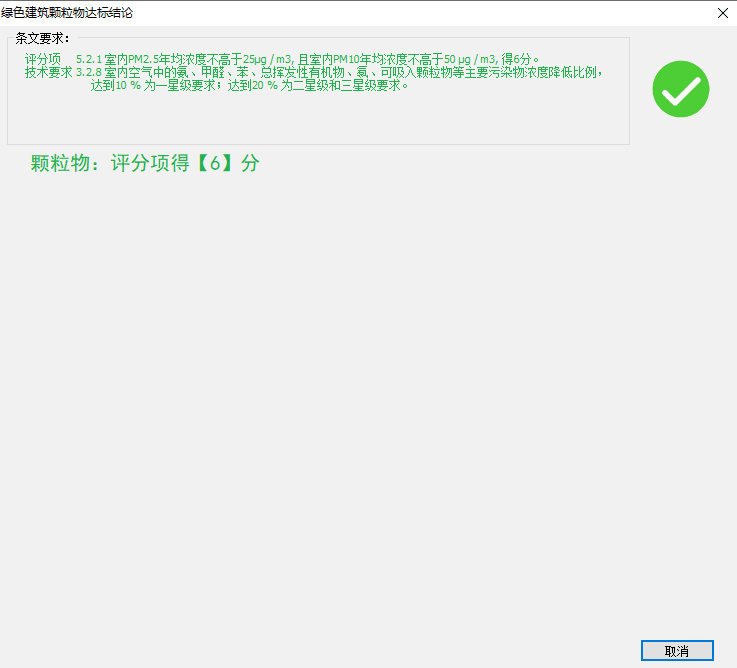 绿色建筑颗粒物达标结论
条文要求：
评分项 5.2.1 室内PM2.5年均浓度不高于25μg / m3, 且室内PM10年均浓度不高于50 μg / m3, 得6分。
技术要求 3.2.8 室内空气中的氨、甲醛、苯、总挥发性有机物、氡、可吸入颗粒物等主要污染物浓度降低比例，
达到10 % 为一星级要求；达到20 % 为二星级和三星级要求。
颗粒物：评分项得【6】分
取消